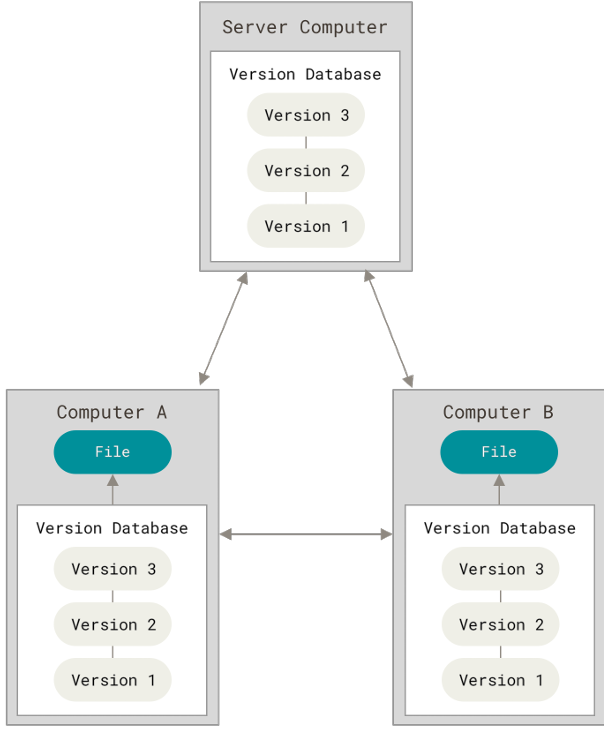 Server Computer
Version Database
Version 3
Version 2
Version 1
Computer A
File
Version Database
Version 3
Version 2
Version 1
Computer B
File
Version Database
Version 3
Version 2
Version 1